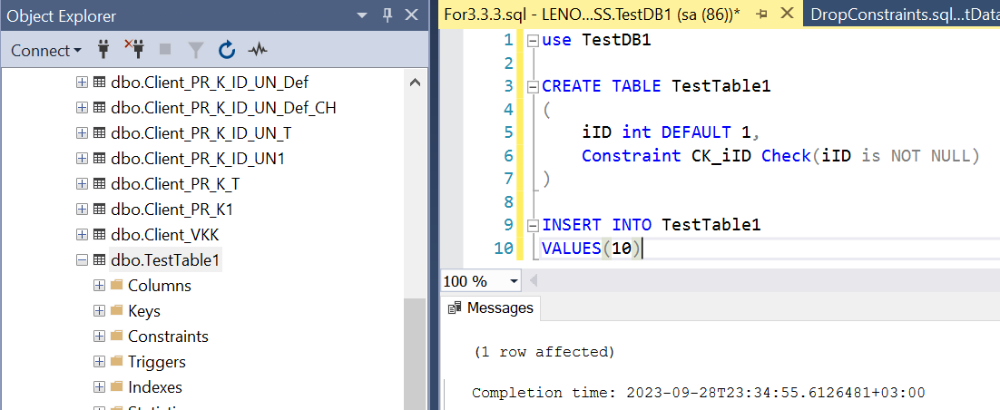 Object Explorer
Connect
dbo.Client_PR_K_ID_UN_Def
dbo.Client_PR_K_ID_UN_Def_CH
dbo.Client_PR_K_ID_UN_T
dbo.Client_PR_K_ID_UN1
dbo.Client_PR_K_T
dbo.Client_PR_K1
dbo.Client_VKK
dbo.TestTable1
Columns
Keys
Constraints
Triggers
Indexes
For3.3.3.sql - LENO...SS.TestDB1 (sa (86))*
DropConstraints.sql...tData
1 use TestDB1
2
3 CREATE TABLE TestTable1
4 (
5 iID int DEFAULT 1,
6 Constraint CK_iID Check(iID is NOT NULL)
7 )
8
9 INSERT INTO TestTable1
10 VALUES(10)
100 %
Messages
(1 row affected)
Completion time: 2023-09-28T23:34:55.6126481+03:00